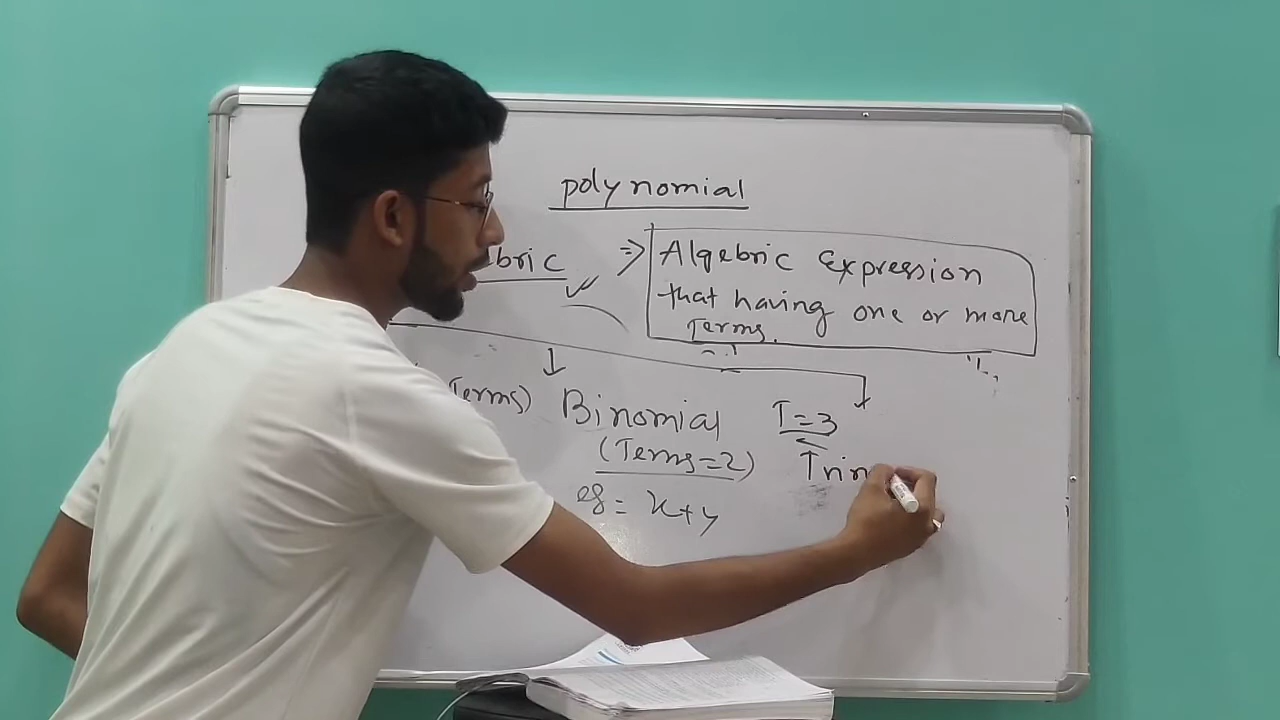 polynomial
bric => Algebric Expression
that having one or more
Terms.
Terms) Binomial T=3
(Terms=2) Trin
eg = x+y